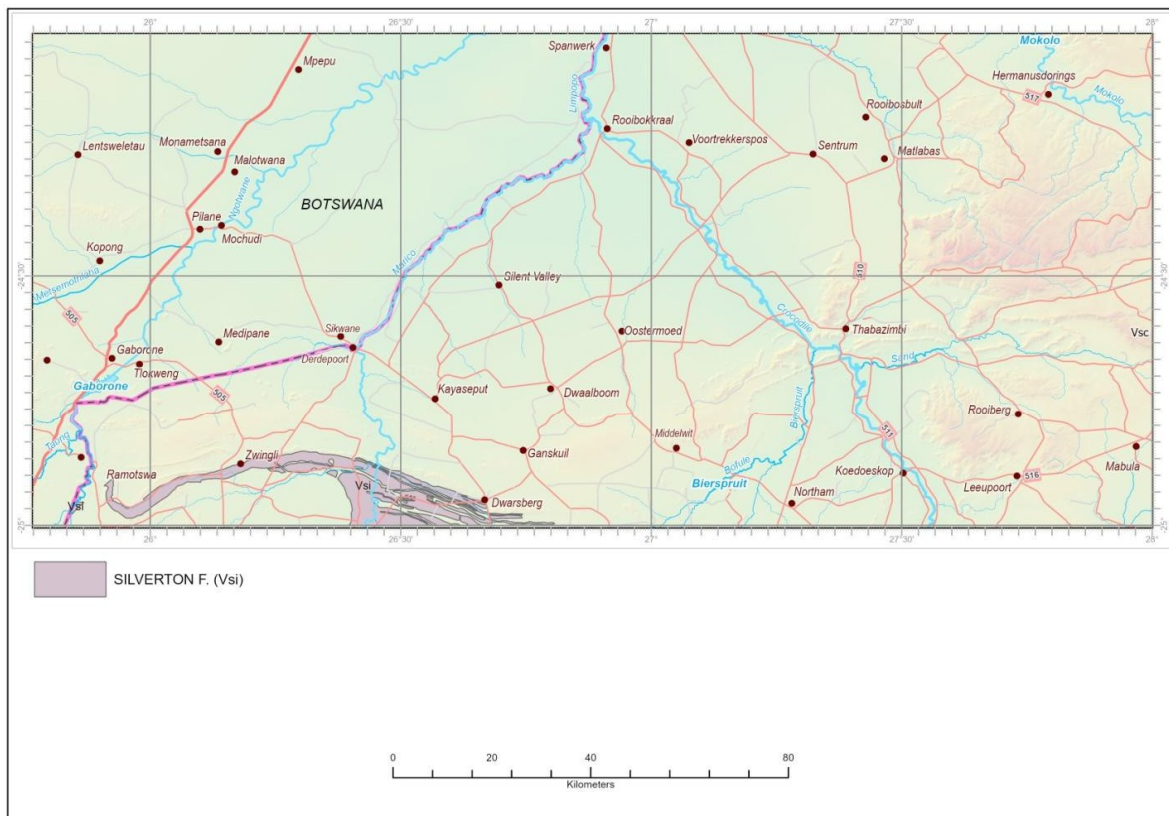 26°
26°30'
27°
27°30'
28°
Spanwerk
Mokolo
Mpepu
Hermanusdorings
Limpopo
517
Mokolo
Rooibosbult
Rooibokkraal
Monametsana
Voortrekkerspos
Lentsweletau
Sentrum
Matlabas
Malotwana
Ngotwane
BOTSWANA
Pilane
Mochudi
Kopong
Marico
-24°30'
-24°30'
Metsemotlhaba
510
Silent Valley
505
Crocodile
Sikwane
Oostermoed
Thabazimbi
Vsc
Medipane
Gaborone
Derdepoort
Sand
Tlokweng
Gaborone
505
Kayaseput
Dwaalboom
Bierspruit
Rooiberg
511
Taung
Middelwit
Zwingli
Ganskuil
Bofule
Mabula
Ramotswa
Koedoeskop
516
Vsi
Bierspruit
Leeupoort
Northam
Vsi
Dwarsberg
-25°
-25°
26°
26°30'
27°
27°30'
28°
SILVERTON F. (Vsi)
0 20 40 80
Kilometers